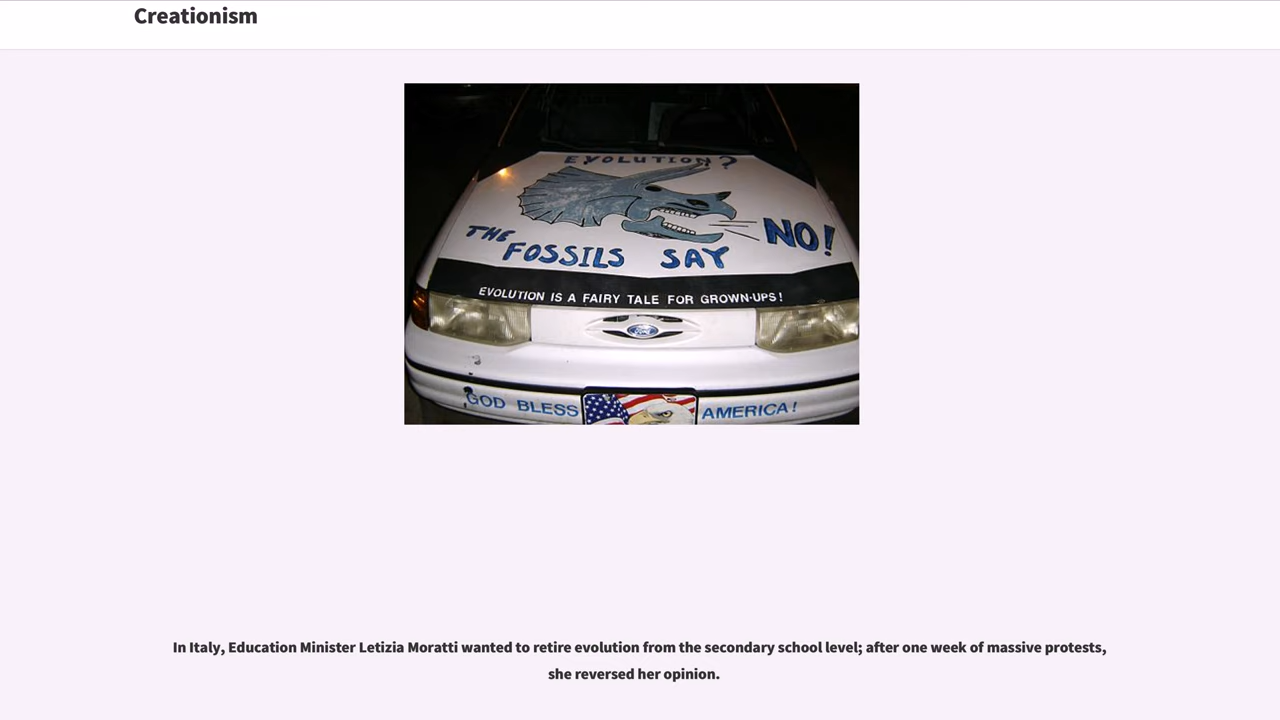 Creationism
EVOLUTION?
THE
FOSSILS SAY
NO!
EVOLUTION IS A FAIRY TALE FOR GROWN-UPS!
Ford
GOD BLESS
AMERICA!
In Italy, Education Minister Letizia Moratti wanted to retire evolution from the secondary school level; after one week of massive protests,
she reversed her opinion.